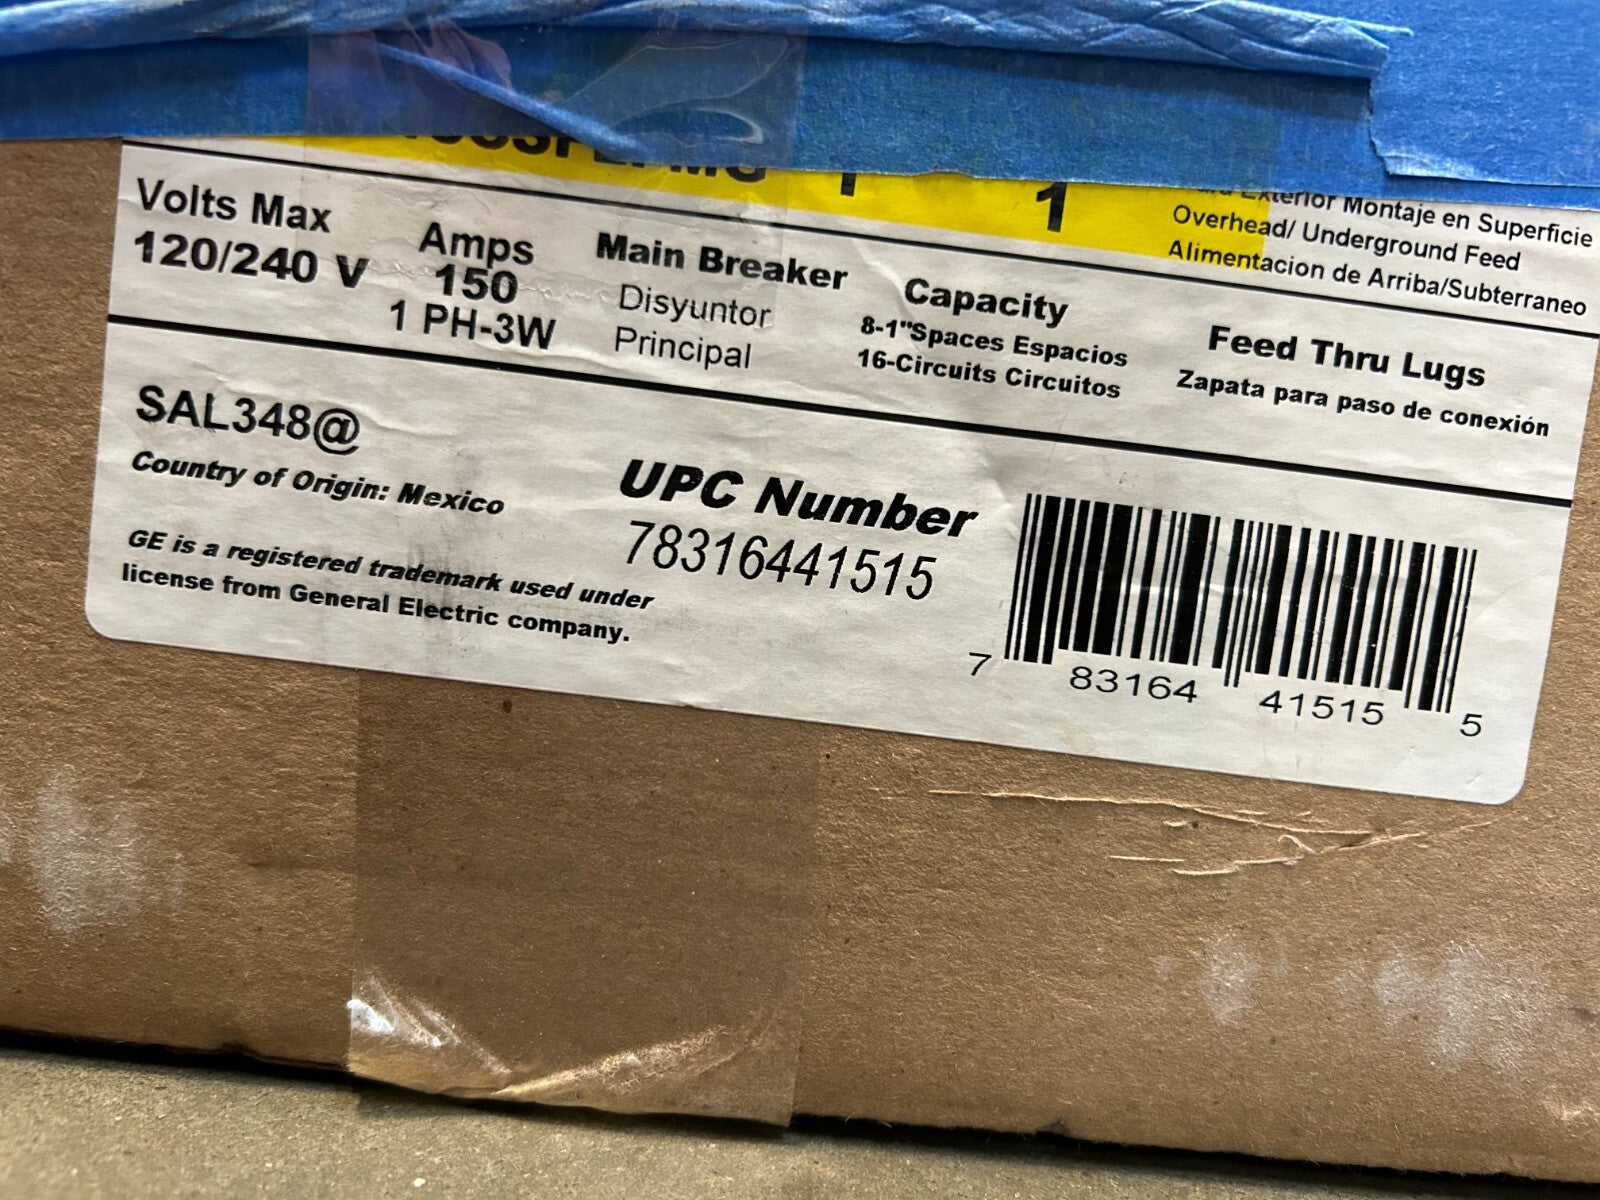 1
Exterior Montaje en Superficie
Overhead/ Underground Feed
Alimentacion de Arriba/Subterraneo
Volts Max
120/240 V
Amps
150
1 PH-3W
Main Breaker
Disyuntor
Principal
Capacity
8-1"Spaces Espacios
16-Circuits Circuitos
Feed Thru Lugs
Zapata para paso de conexión
SAL348@
Country of Origin: Mexico
GE is a registered trademark used under
license from General Electric company.
UPC Number
78316441515
7 83164 41515 5